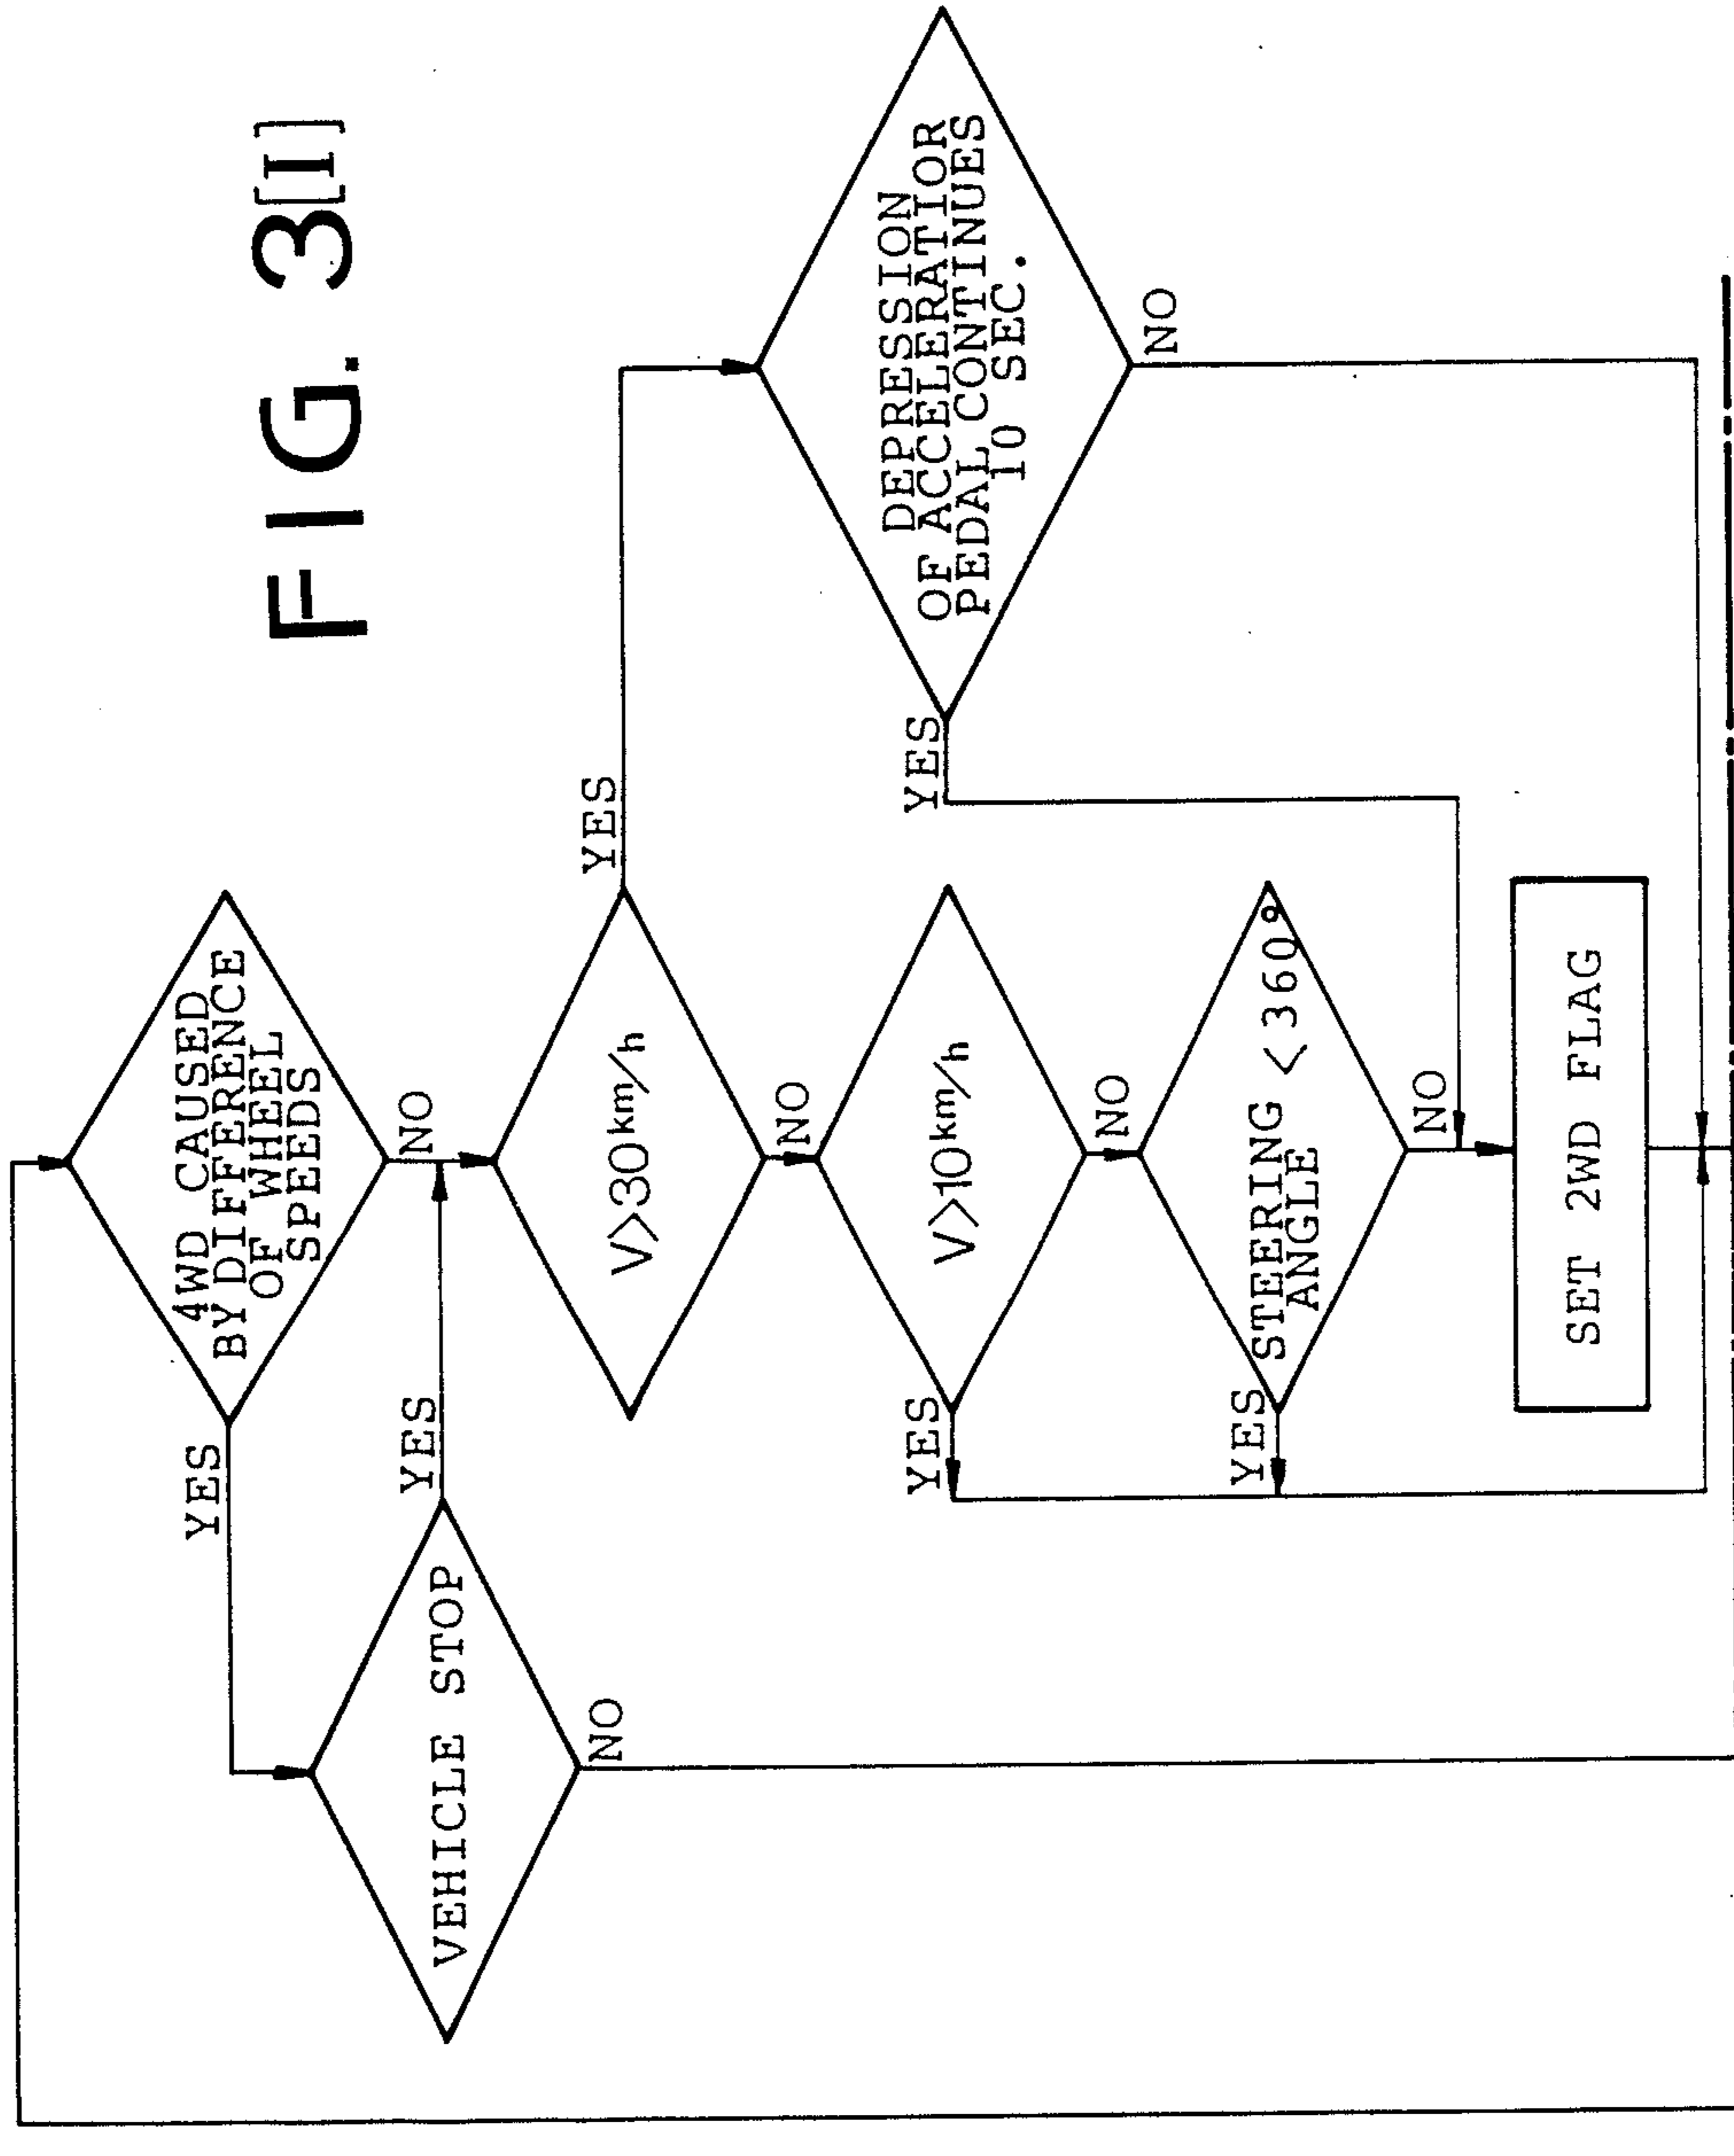 FIG. 3[I]
4WD CAUSED
BY DIFFERENCE
OF WHEEL
SPEEDS
YES
NO
VEHICLE STOP
YES
NO
V>30km/h
YES
NO
DEPRESSION
OF ACCELERATIOR
PEDAL CONTINUES
10 SEC.
YES
NO
V>10km/h
YES
NO
STEERING < 360°
ANGLE
YES
NO
SET 2WD FLAG